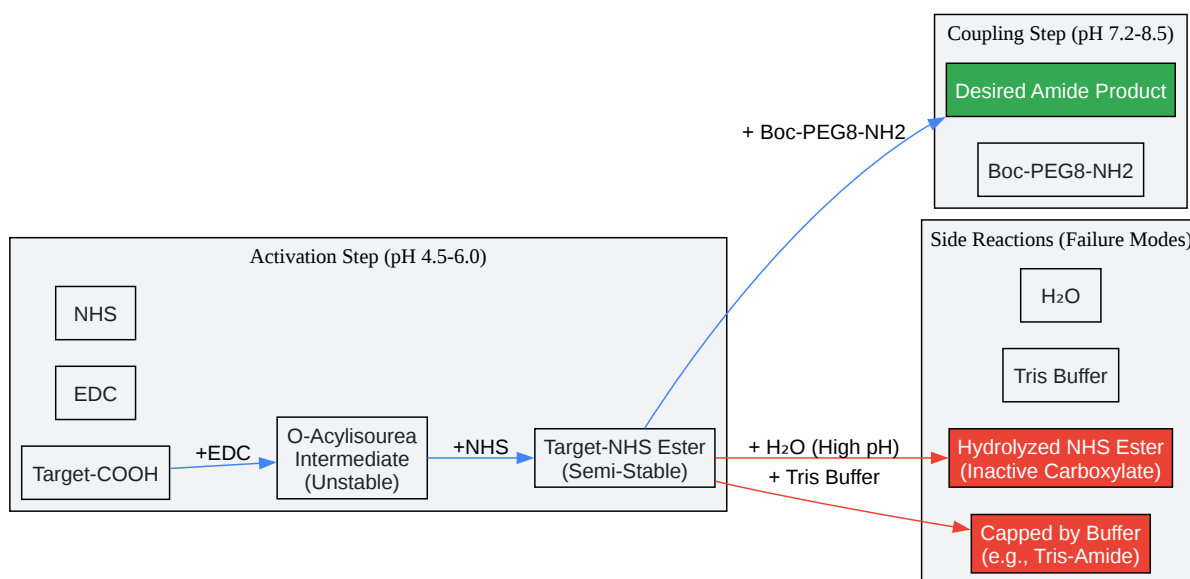 Coupling Step (pH 7.2-8.5)
Desired Amide Product
+ Boc-PEG8-NH2
Boc-PEG8-NH2
Activation Step (pH 4.5-6.0)
NHS
EDC
Target-COOH
+EDC
O-Acylisourea
Intermediate
(Unstable)
+NHS
Target-NHS Ester
(Semi-Stable)
+ H₂O (High pH)
+ Tris Buffer
Side Reactions (Failure Modes)
H₂O
Tris Buffer
Hydrolyzed NHS Ester
(Inactive Carboxylate)
Capped by Buffer
(e.g., Tris-Amide)